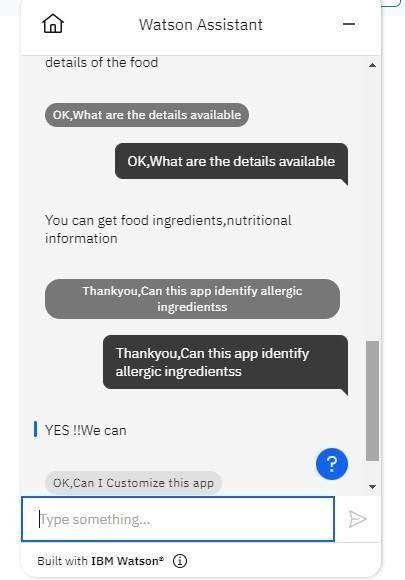 Watson Assistant
details of the food
OK,What are the details available
OK,What are the details available
You can get food ingredients,nutritional
information
Thankyou,Can this app identify allergic
ingredientss
Thankyou,Can this app identify
allergic ingredientss
YES !!We can
?
OK,Can I Customize this app
Type something...
Built with IBM Watson®